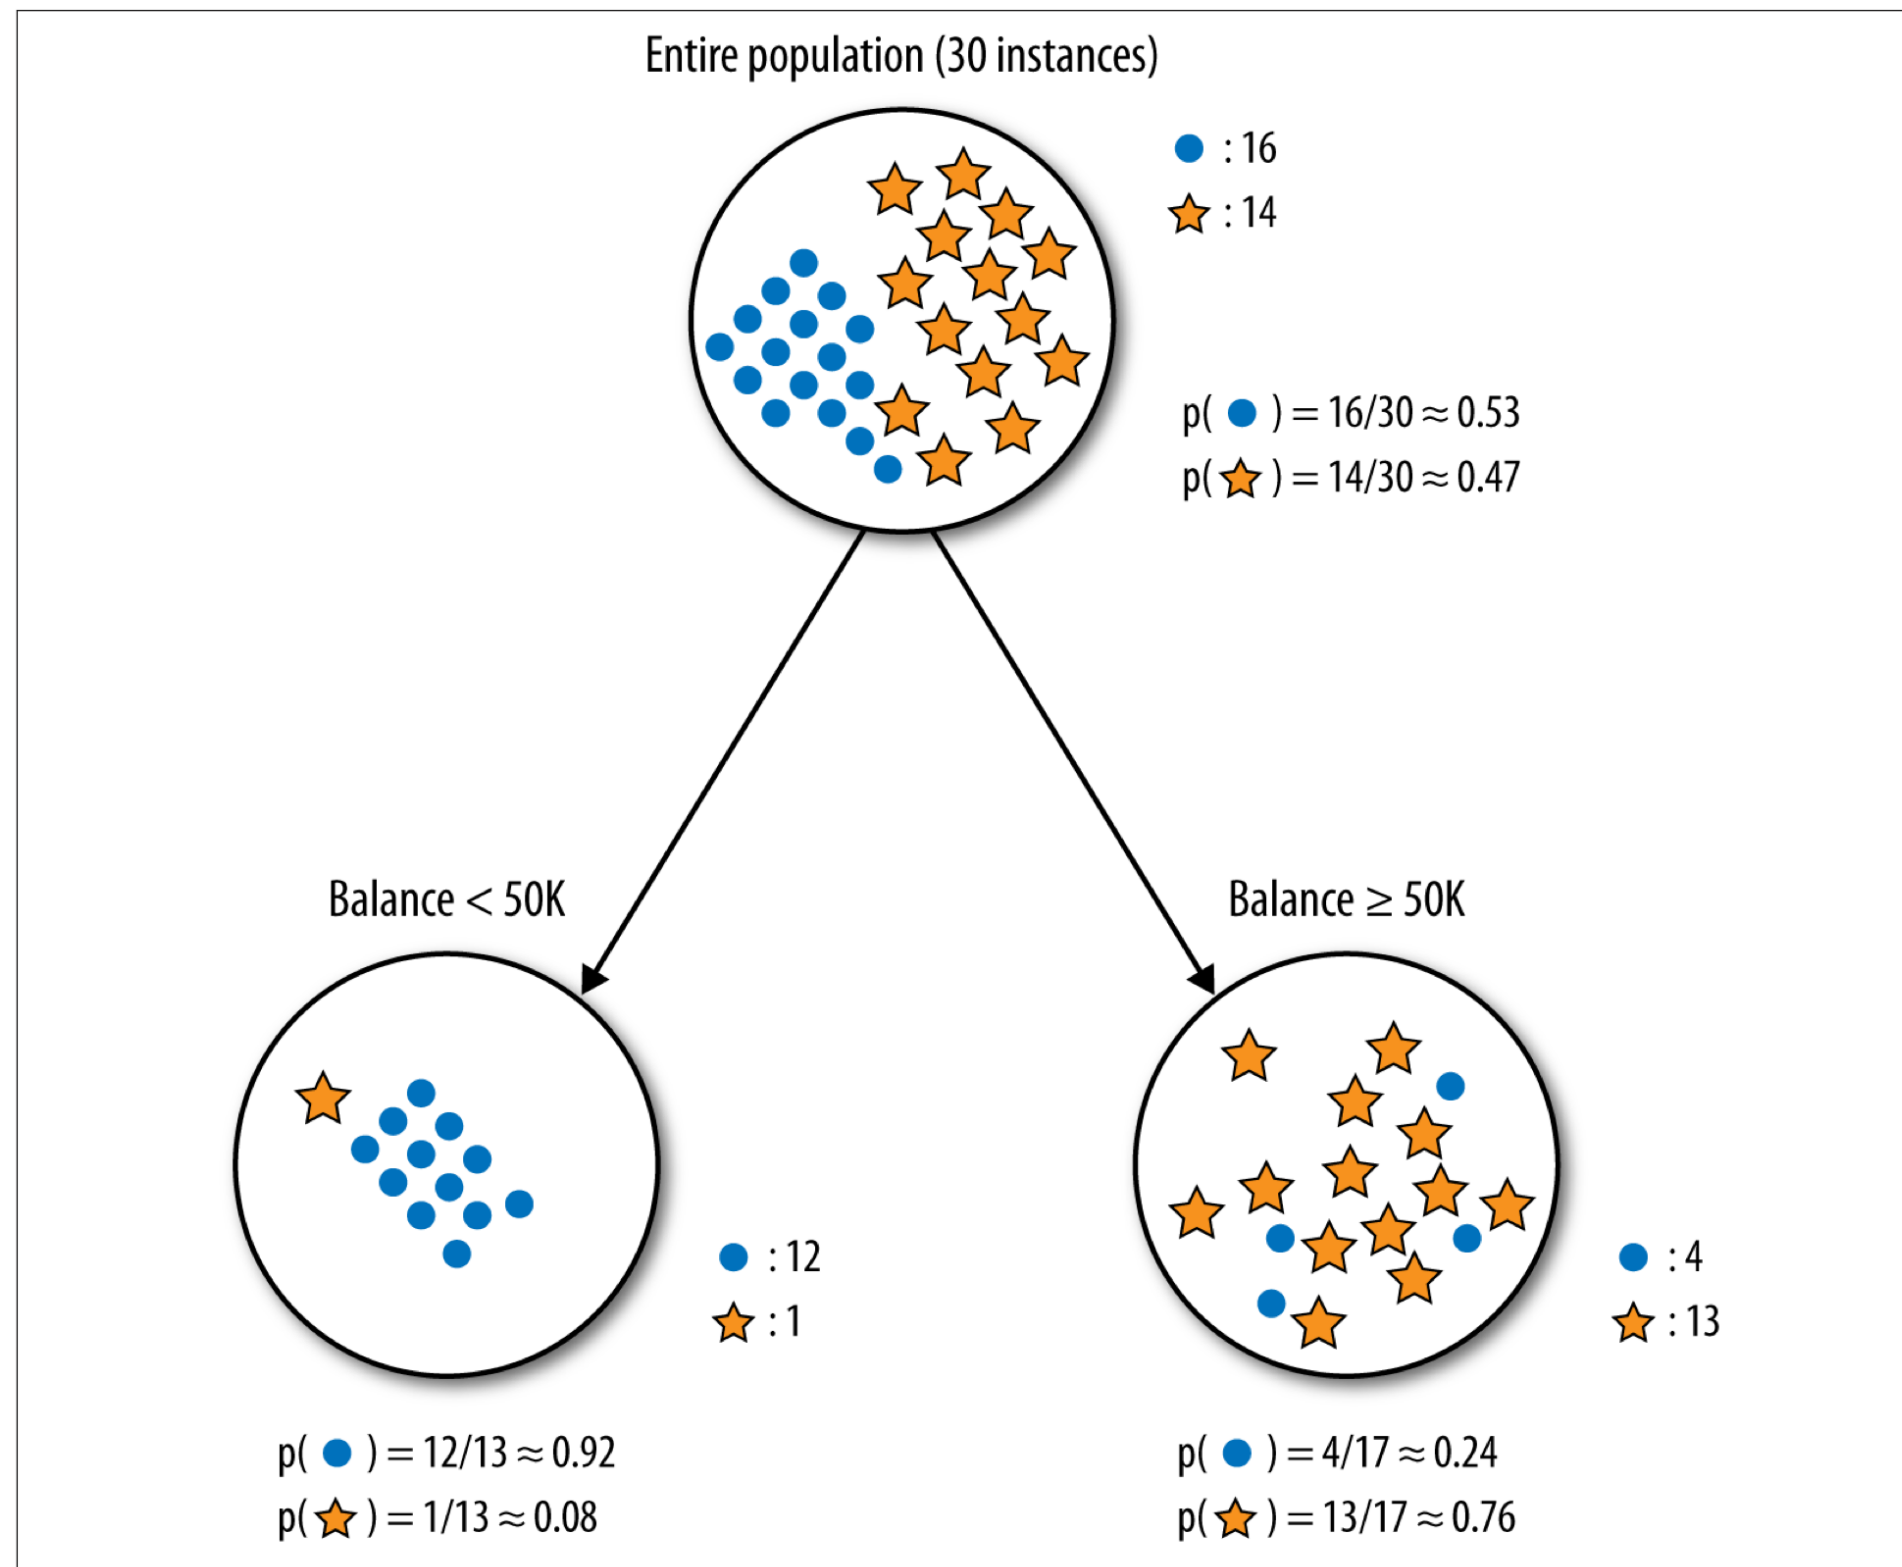 Entire population (30 instances)
: 16
: 14
p( ) = 16/30 ≈ 0.53
p( ) = 14/30 ≈ 0.47
Balance < 50K
Balance ≥ 50K
: 12
: 1
: 4
: 13
p( ) = 12/13 ≈ 0.92
p( ) = 1/13 ≈ 0.08
p( ) = 4/17 ≈ 0.24
p( ) = 13/17 ≈ 0.76